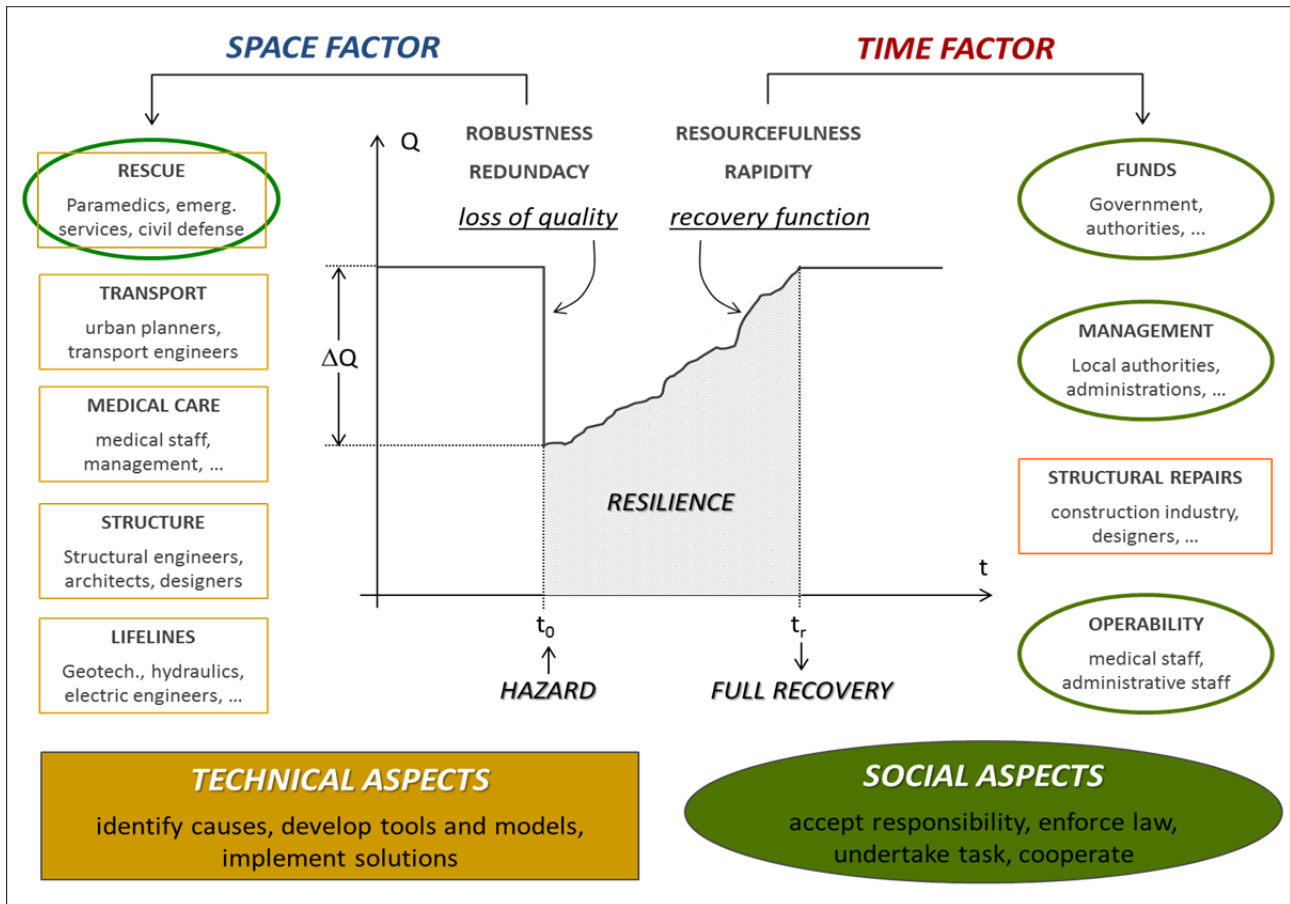 SPACE FACTOR
TIME FACTOR
RESCUE
Paramedics, emerg.
services, civil defense
TRANSPORT
urban planners,
transport engineers
MEDICAL CARE
medical staff,
management, ...
STRUCTURE
Structural engineers,
architects, designers
LIFELINES
Geotech., hydraulics,
electric engineers, ...
Q
ROBUSTNESS
REDUNDACY
loss of quality
RESOURCEFULNESS
RAPIDITY
recovery function
ΔQ
RESILIENCE
t
t0
tr
HAZARD
FULL RECOVERY
FUNDS
Government,
authorities, ...
MANAGEMENT
Local authorities,
administrations, ...
STRUCTURAL REPAIRS
construction industry,
designers, ...
OPERABILITY
medical staff,
administrative staff
TECHNICAL ASPECTS
identify causes, develop tools and models,
implement solutions
SOCIAL ASPECTS
accept responsibility, enforce law,
undertake task, cooperate